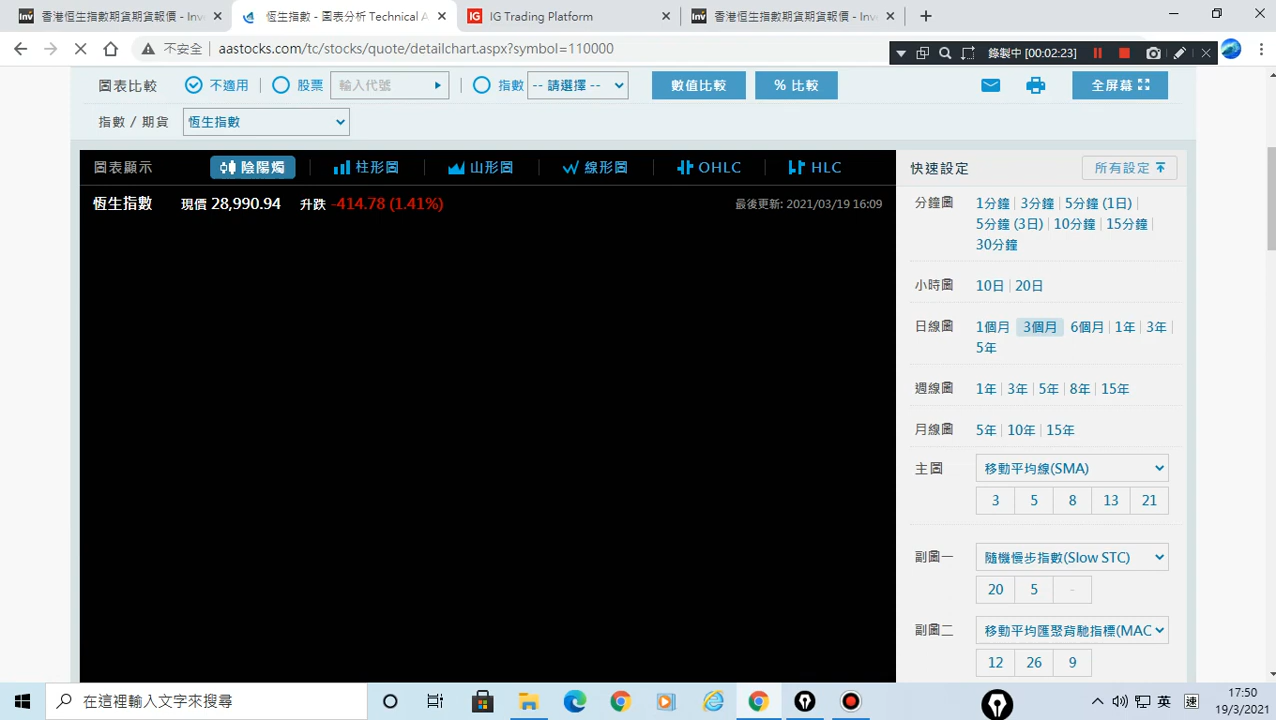 香港恒生指數期貨期貨報價 - Inve
恆生指數 - 圖表分析 Technical A
IG Trading Platform
香港恒生指數期貨期貨報價 - Inve
不安全
aastocks.com/tc/stocks/quote/detailchart.aspx?symbol=110000
錄製中 [00:02:23]
圖表比較 不適用 股票 輸入代號 指數 -- 請選擇 -- 數值比較 % 比較 全屏幕
指數 / 期貨 恆生指數
圖表顯示 陰陽燭 柱形圖 山形圖 線形圖 OHLC HLC
快速設定 所有設定
恆生指數 現價 28,990.94 升跌 -414.78 (1.41%) 最後更新: 2021/03/19 16:09
分鐘圖 1分鐘 3分鐘 5分鐘 (1日)
5分鐘 (3日) 10分鐘 15分鐘
30分鐘
小時圖 10日 20日
日線圖 1個月 3個月 6個月 1年 3年
5年
週線圖 1年 3年 5年 8年 15年
月線圖 5年 10年 15年
主圖 移動平均線(SMA)
3 5 8 13 21
副圖一 隨機慢步指數(Slow STC)
20 5 -
副圖二 移動平均匯聚背馳指標(MAC
12 26 9
在這裡輸入文字來搜尋
英
17:50
19/3/2021